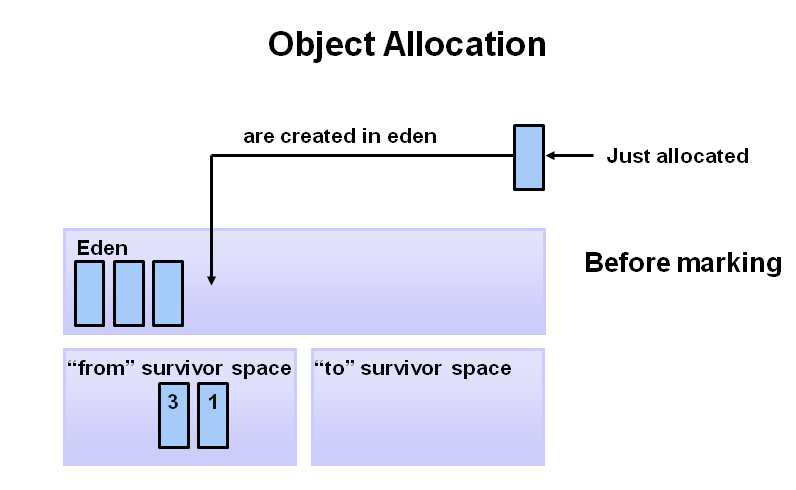 Object Allocation
are created in eden
Just allocated
Eden
Before marking
“from” survivor space
“to” survivor space
3 1